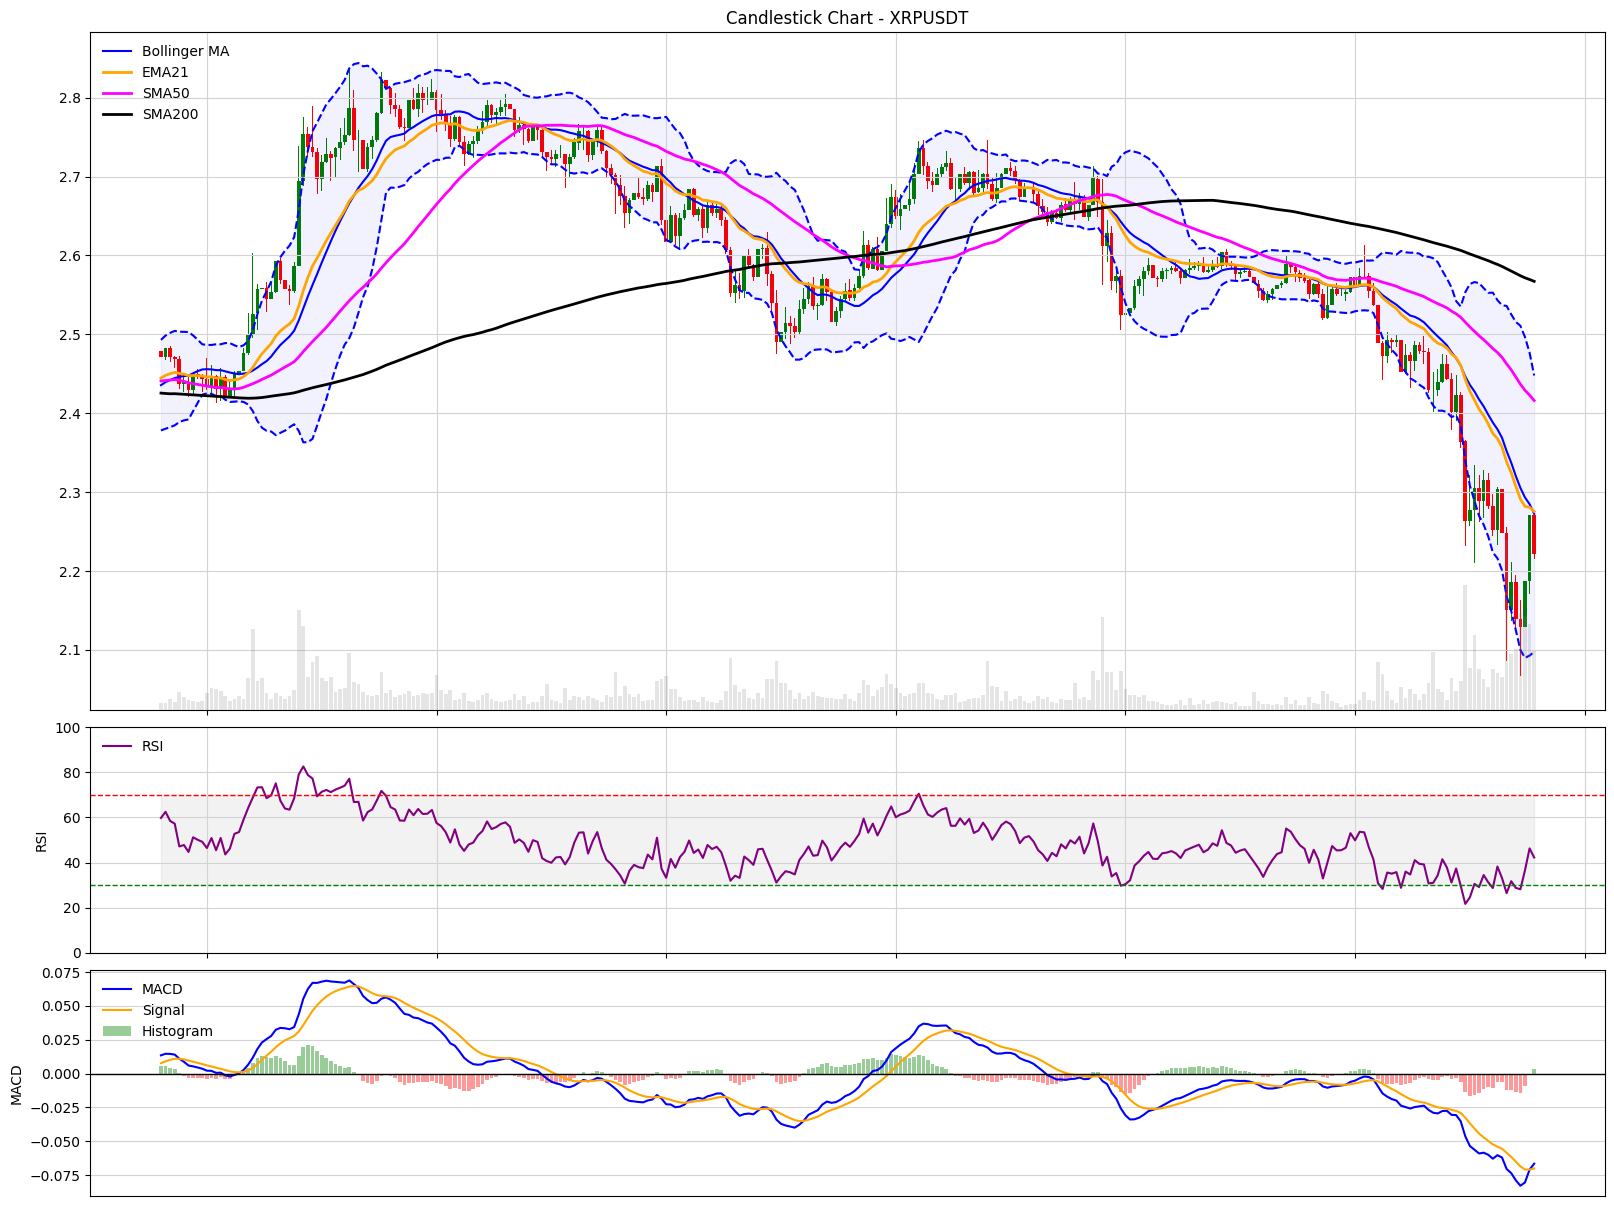 Candlestick Chart - XRPUSDT
Bollinger MA
EMA21
SMA50
SMA200
2.8
2.7
2.6
2.5
2.4
2.3
2.2
2.1
100
80
60
40
20
0
RSI
RSI
0.075
0.050
0.025
0.000
−0.025
−0.050
−0.075
MACD
MACD
Signal
Histogram